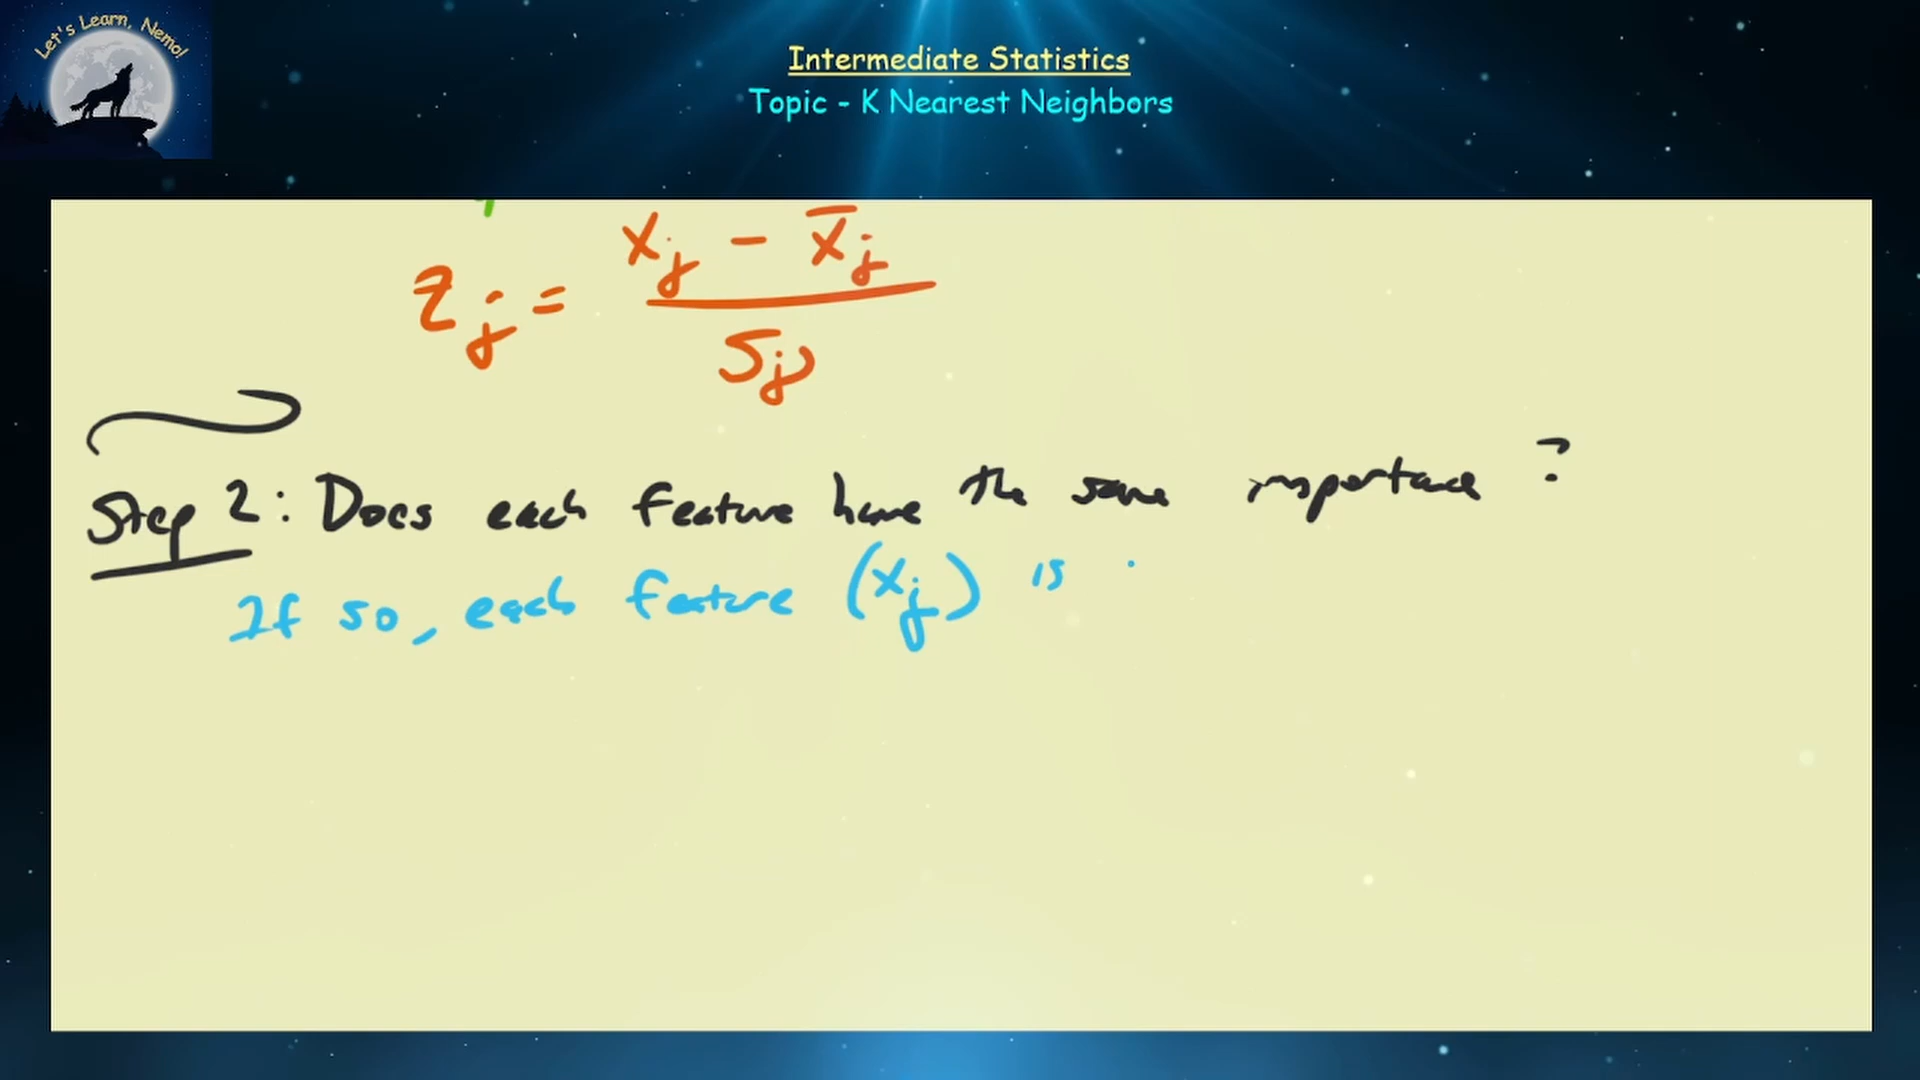 Let's Learn, Nemo!
Intermediate Statistics
Topic - K Nearest Neighbors
z_j = (x_j - x̄_j) / s_j
Step 2: Does each feature have the same importance?
If so, each feature (x_j) is